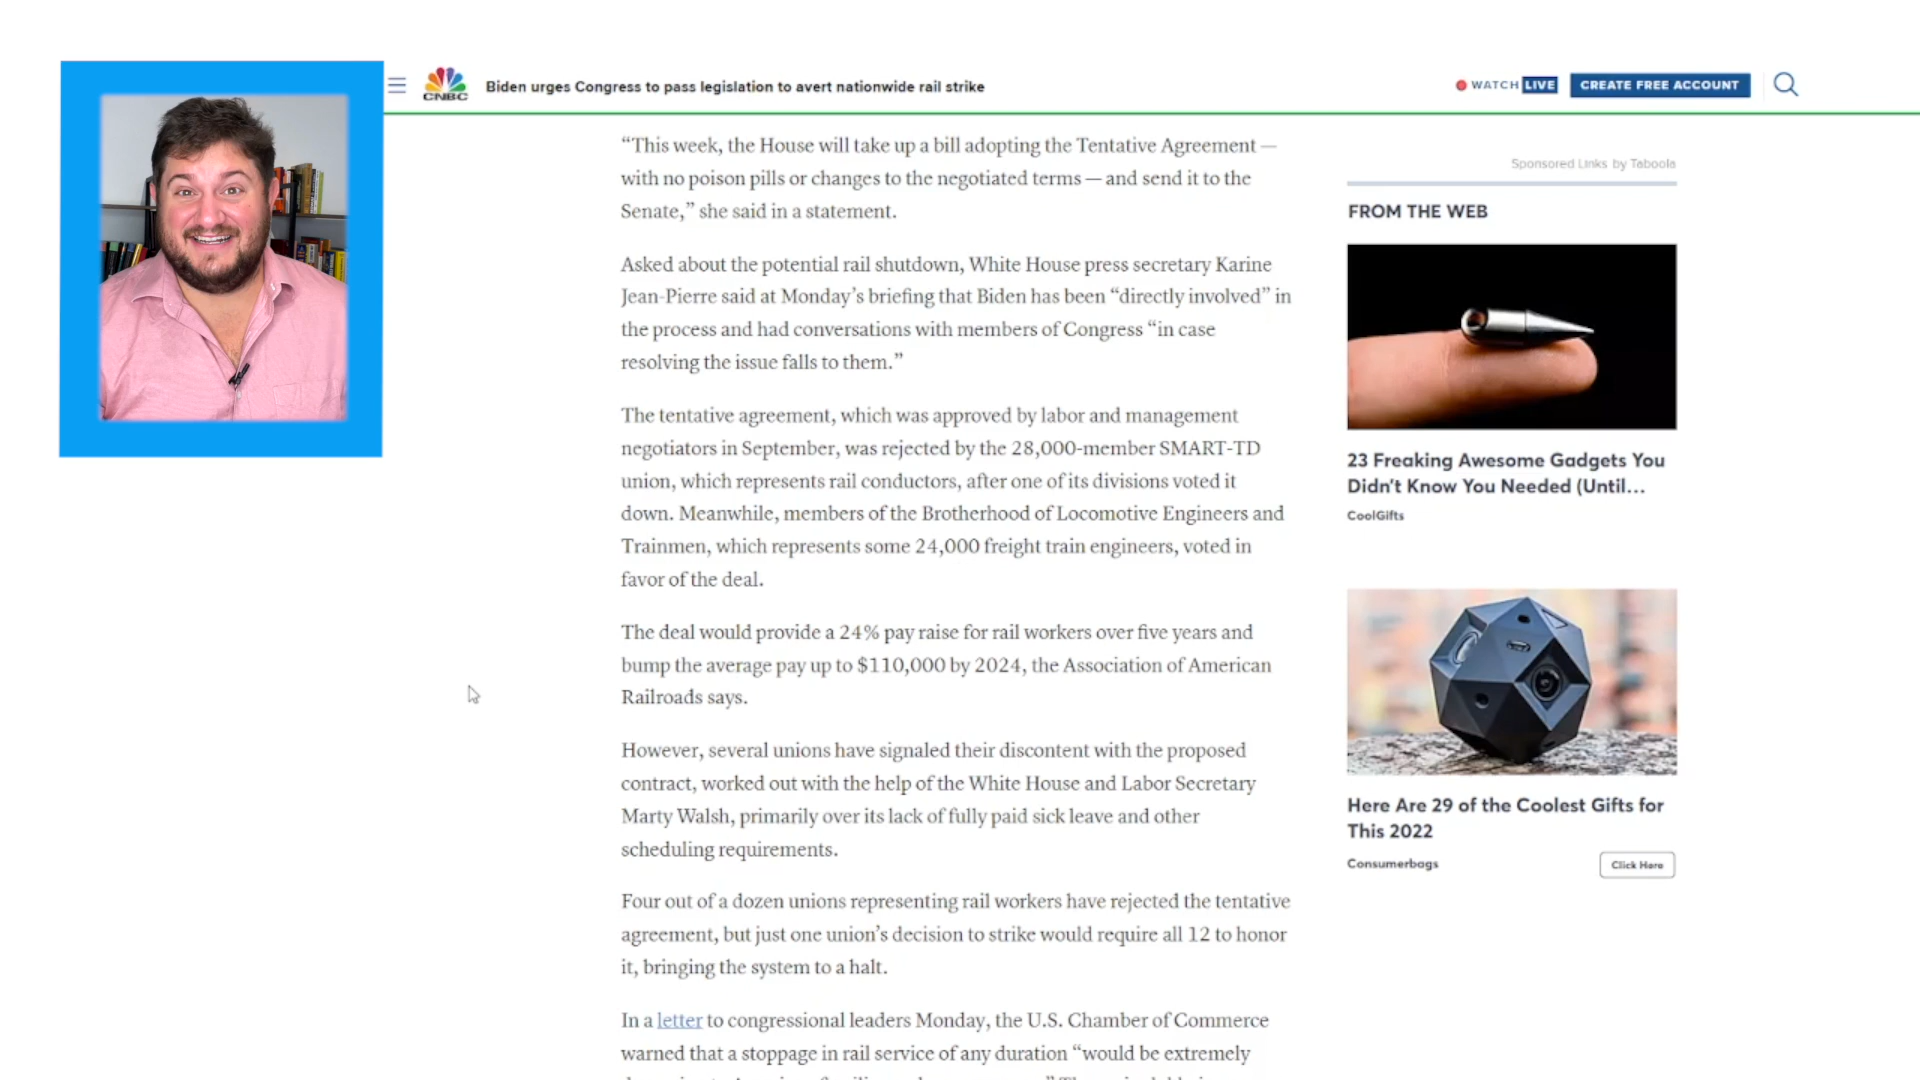 CNBC
Biden urges Congress to pass legislation to avert nationwide rail strike
WATCH LIVE
CREATE FREE ACCOUNT
“This week, the House will take up a bill adopting the Tentative Agreement —
with no poison pills or changes to the negotiated terms — and send it to the
Senate,” she said in a statement.
Asked about the potential rail shutdown, White House press secretary Karine
Jean-Pierre said at Monday’s briefing that Biden has been “directly involved” in
the process and had conversations with members of Congress “in case
resolving the issue falls to them.”
The tentative agreement, which was approved by labor and management
negotiators in September, was rejected by the 28,000-member SMART-TD
union, which represents rail conductors, after one of its divisions voted it
down. Meanwhile, members of the Brotherhood of Locomotive Engineers and
Trainmen, which represents some 24,000 freight train engineers, voted in
favor of the deal.
The deal would provide a 24% pay raise for rail workers over five years and
bump the average pay up to $110,000 by 2024, the Association of American
Railroads says.
However, several unions have signaled their discontent with the proposed
contract, worked out with the help of the White House and Labor Secretary
Marty Walsh, primarily over its lack of fully paid sick leave and other
scheduling requirements.
Four out of a dozen unions representing rail workers have rejected the tentative
agreement, but just one union’s decision to strike would require all 12 to honor
it, bringing the system to a halt.
In a letter to congressional leaders Monday, the U.S. Chamber of Commerce
warned that a stoppage in rail service of any duration “would be extremely
Sponsored Links by Taboola
FROM THE WEB
23 Freaking Awesome Gadgets You
Didn't Know You Needed (Until...
CoolGifts
Here Are 29 of the Coolest Gifts for
This 2022
Consumerbags
Click Here